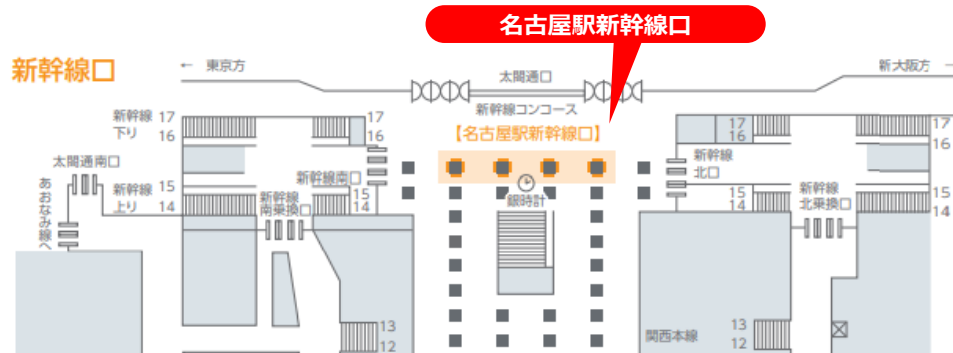 名古屋駅新幹線口
新幹線口
← 東京方
新大阪方 →
太閤通口
新幹線コンコース
【名古屋駅新幹線口】
銀時計
新幹線
下り
17
16
17
16
太閤通南口
あおなみ線へ
新幹線
上り
15
14
新幹線南口
15
14
新幹線
南乗換口
13
12
17
16
新幹線
北口
15
14
新幹線
北乗換口
17
16
15
14
関西本線
13
12